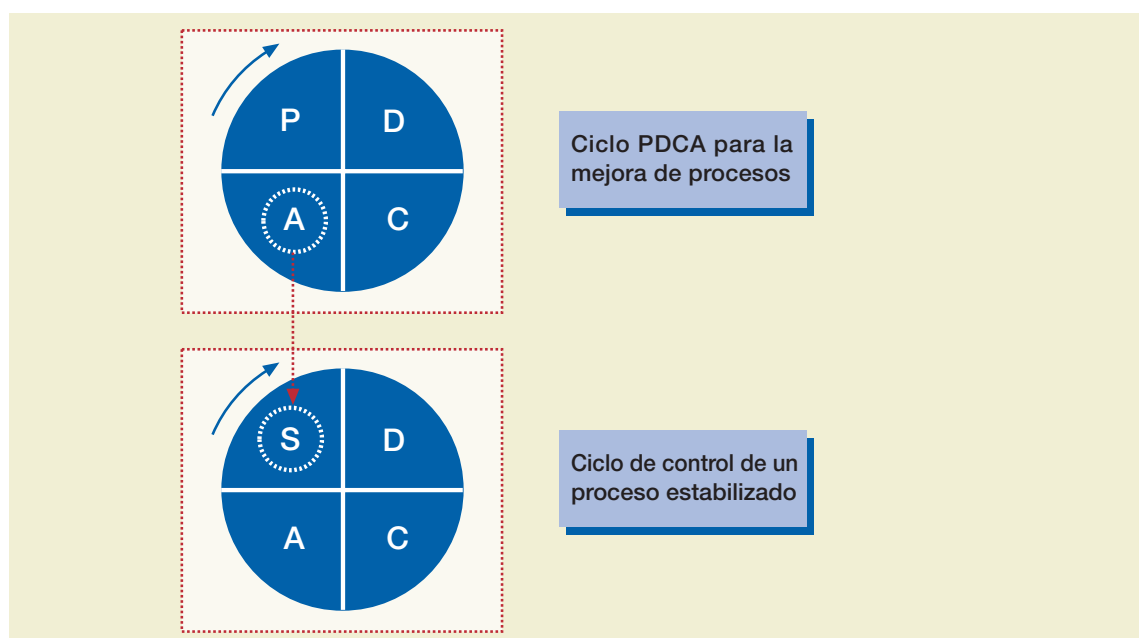 P
D
A
C
Ciclo PDCA para la
mejora de procesos
S
D
A
C
Ciclo de control de un
proceso estabilizado